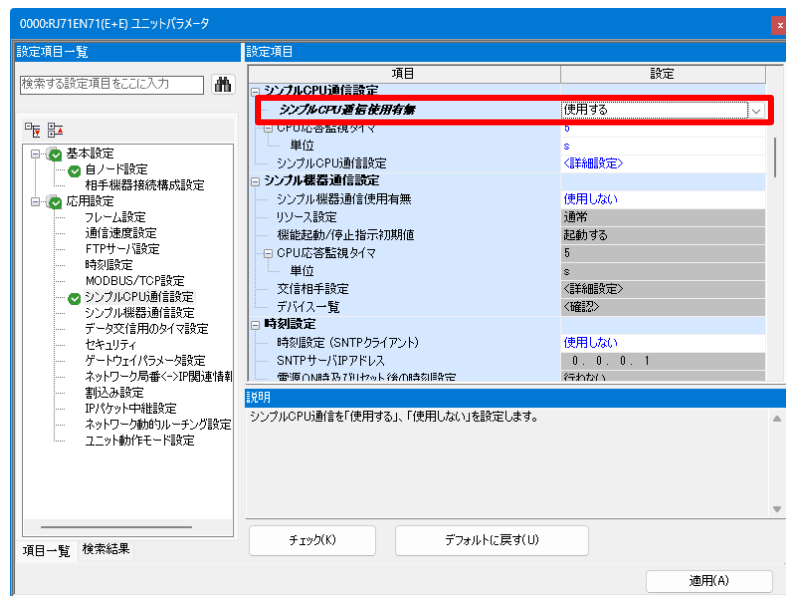 0000:RJ71EN71(E+E) ユニットパラメータ
設定項目一覧
検索する設定項目をここに入力
基本設定
自ノード設定
相手機器接続構成設定
応用設定
フレーム設定
通信速度設定
FTPサーバ設定
時刻設定
MODBUS/TCP設定
シンプルCPU通信設定
シンプル機器通信設定
データ交信用のタイマ設定
セキュリティ
ゲートウェイパラメータ設定
ネットワーク局番<->IP関連情報
割込み設定
IPパケット中継設定
ネットワーク動的ルーチング設定
ユニット動作モード設定
項目一覧 検索結果
設定項目
項目 設定
シンプルCPU通信設定
シンプルCPU通信使用有無 使用する
CPU応答監視タイマ 5
単位 s
シンプルCPU通信設定 <詳細設定>
シンプル機器通信設定
シンプル機器通信使用有無 使用しない
リソース設定 通常
機能起動/停止指示初期値 起動する
CPU応答監視タイマ 5
単位 s
交信相手設定 <詳細設定>
デバイス一覧 <確認>
時刻設定
時刻設定 (SNTPクライアント) 使用しない
SNTPサーバIPアドレス 0. 0. 0. 1
電源ON時及びリセット後の時刻設定 行わない
説明
シンプルCPU通信を「使用する」、「使用しない」を設定します。
チェック(K) デフォルトに戻す(U)
適用(A)